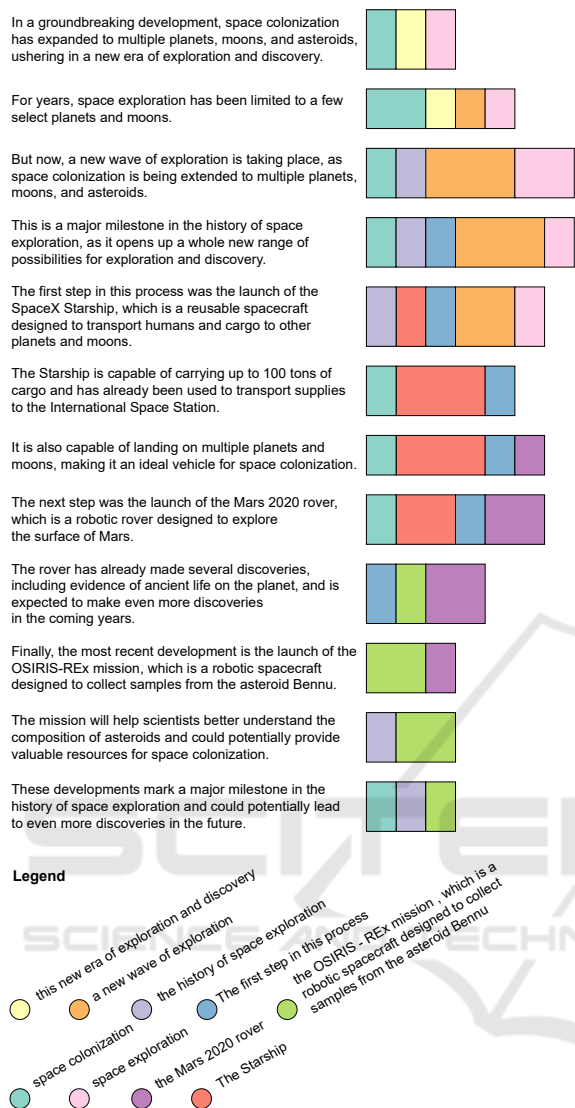 In a groundbreaking development, space colonization
has expanded to multiple planets, moons, and asteroids,
ushering in a new era of exploration and discovery.
For years, space exploration has been limited to a few
select planets and moons.
But now, a new wave of exploration is taking place, as
space colonization is being extended to multiple planets,
moons, and asteroids.
This is a major milestone in the history of space
exploration, as it opens up a whole new range of
possibilities for exploration and discovery.
The first step in this process was the launch of the
SpaceX Starship, which is a reusable spacecraft
designed to transport humans and cargo to other
planets and moons.
The Starship is capable of carrying up to 100 tons of
cargo and has already been used to transport supplies
to the International Space Station.
It is also capable of landing on multiple planets and
moons, making it an ideal vehicle for space colonization.
The next step was the launch of the Mars 2020 rover,
which is a robotic rover designed to explore
the surface of Mars.
The rover has already made several discoveries,
including evidence of ancient life on the planet, and is
expected to make even more discoveries
in the coming years.
Finally, the most recent development is the launch of the
OSIRIS-REx mission, which is a robotic spacecraft
designed to collect samples from the asteroid Bennu.
The mission will help scientists better understand the
composition of asteroids and could potentially provide
valuable resources for space colonization.
These developments mark a major milestone in the
history of space exploration and could potentially lead
to even more discoveries in the future.
Legend
this new era of exploration and discovery
a new wave of exploration
the history of space exploration
The first step in this process
the OSIRIS - REx mission , which is a
robotic spacecraft designed to collect
samples from the asteroid Bennu
space colonization
space exploration
the Mars 2020 rover
The Starship